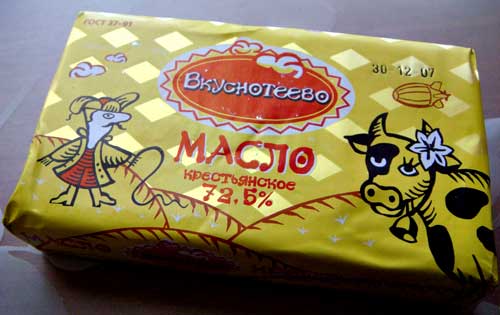 ГОСТ 37-91
30 12 07
Вкуснотеево
МАСЛО
КРЕСТЬЯНСКОЕ
72,5%